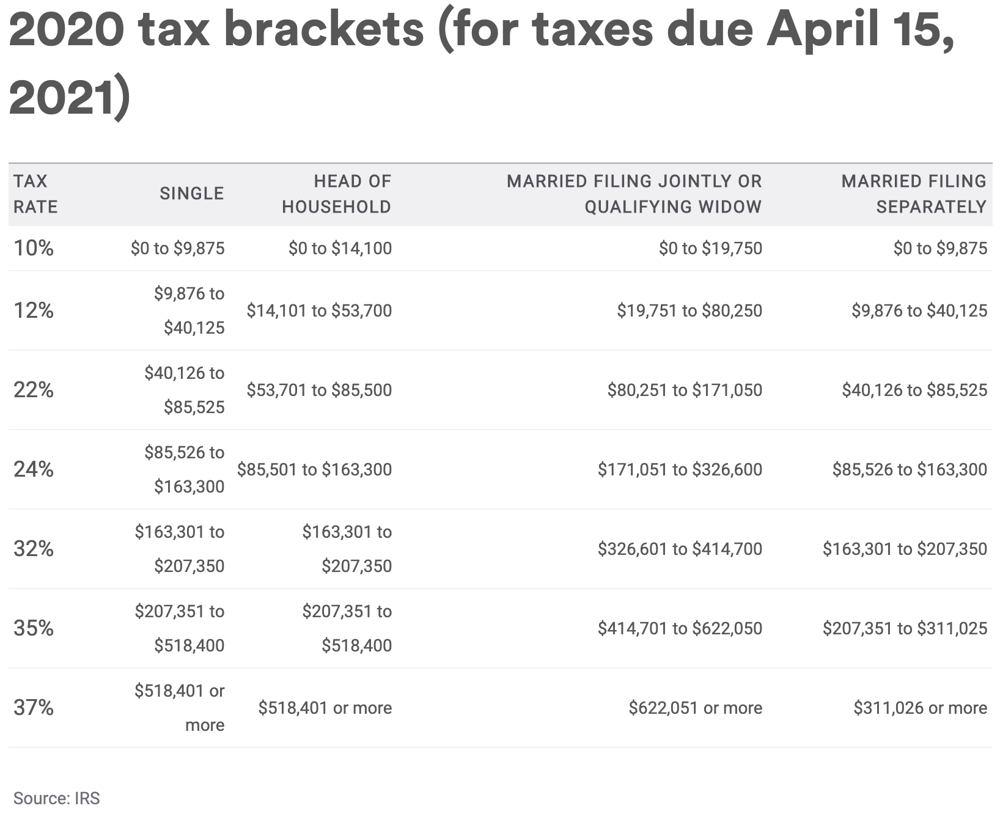 2020 tax brackets (for taxes due April 15,
2021)
TAX RATE SINGLE HEAD OF HOUSEHOLD MARRIED FILING JOINTLY OR QUALIFYING WIDOW MARRIED FILING SEPARATELY
10% $0 to $9,875 $0 to $14,100 $0 to $19,750 $0 to $9,875
12% $9,876 to $40,125 $14,101 to $53,700 $19,751 to $80,250 $9,876 to $40,125
22% $40,126 to $85,525 $53,701 to $85,500 $80,251 to $171,050 $40,126 to $85,525
24% $85,526 to $163,300 $85,501 to $163,300 $171,051 to $326,600 $85,526 to $163,300
32% $163,301 to $207,350 $163,301 to $207,350 $326,601 to $414,700 $163,301 to $207,350
35% $207,351 to $518,400 $207,351 to $518,400 $414,701 to $622,050 $207,351 to $311,025
37% $518,401 or more $518,401 or more $622,051 or more $311,026 or more
Source: IRS